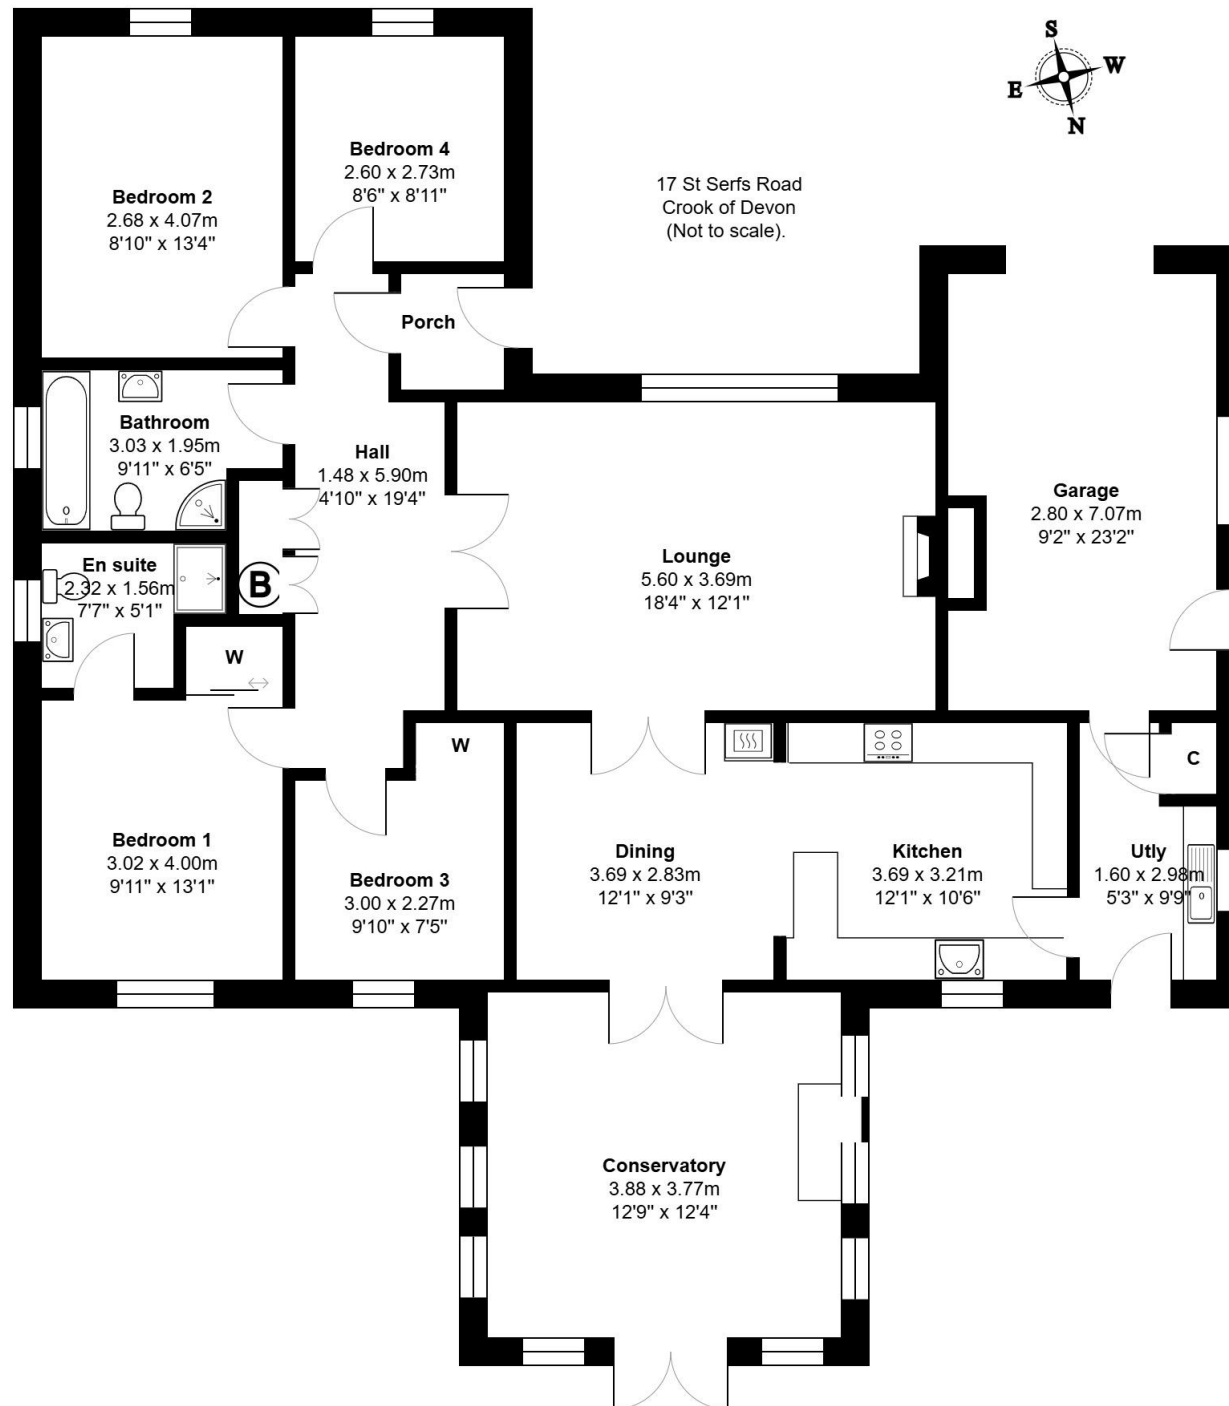 S
W
E
N
17 St Serfs Road
Crook of Devon
(Not to scale).
Bedroom 4
2.60 x 2.73m
8'6" x 8'11"
Bedroom 2
2.68 x 4.07m
8'10" x 13'4"
Porch
Bathroom
3.03 x 1.95m
9'11" x 6'5"
Hall
1.48 x 5.90m
4'10" x 19'4"
Garage
2.80 x 7.07m
9'2" x 23'2"
Lounge
5.60 x 3.69m
18'4" x 12'1"
En suite
2.32 x 1.56m
7'7" x 5'1"
B
W
W
C
Bedroom 1
3.02 x 4.00m
9'11" x 13'1"
Bedroom 3
3.00 x 2.27m
9'10" x 7'5"
Dining
3.69 x 2.83m
12'1" x 9'3"
Kitchen
3.69 x 3.21m
12'1" x 10'6"
Utly
1.60 x 2.98m
5'3" x 9'9"
Conservatory
3.88 x 3.77m
12'9" x 12'4"